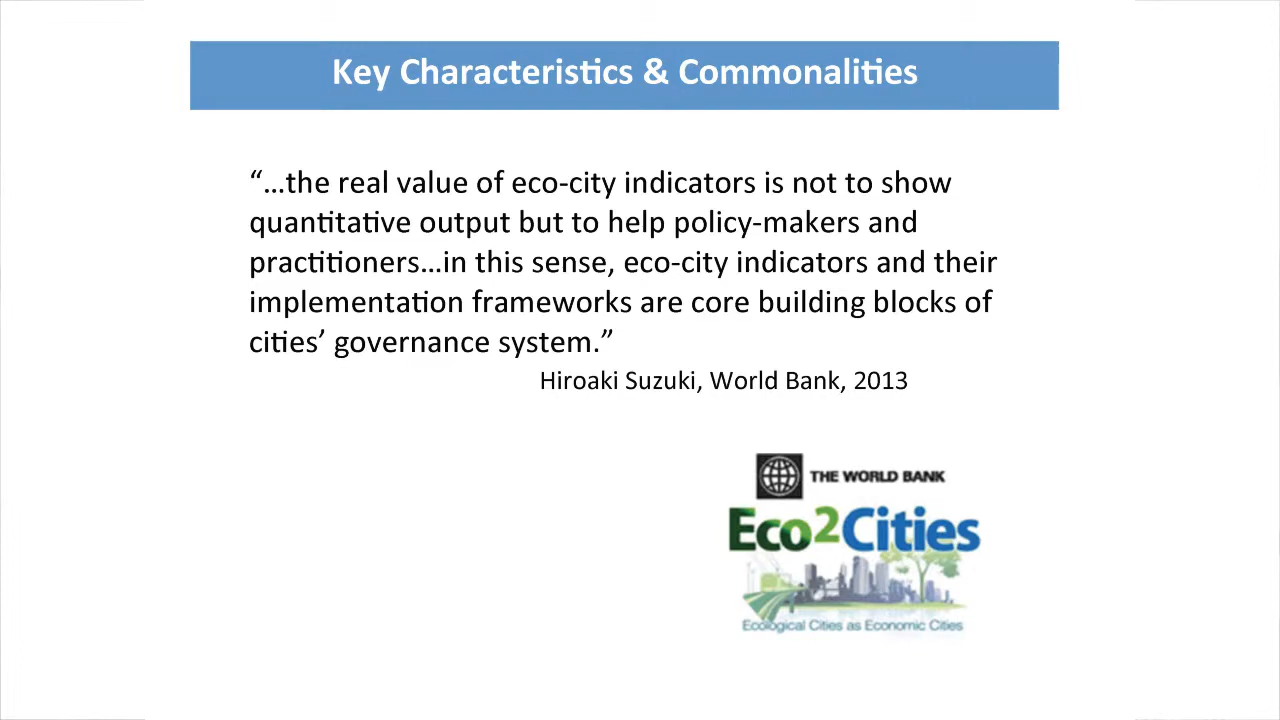 Key Characteristics & Commonalities
“…the real value of eco-city indicators is not to show
quantitative output but to help policy-makers and
practitioners…in this sense, eco-city indicators and their
implementation frameworks are core building blocks of
cities’ governance system.”
Hiroaki Suzuki, World Bank, 2013
THE WORLD BANK
Eco2Cities
Ecological Cities as Economic Cities